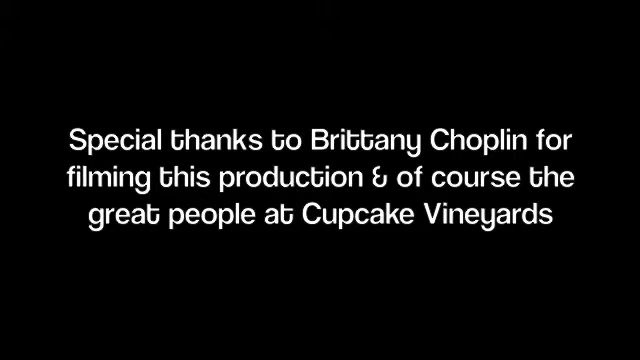 Special thanks to Brittany Choplin for
filming this production & of course the
great people at Cupcake Vineyards